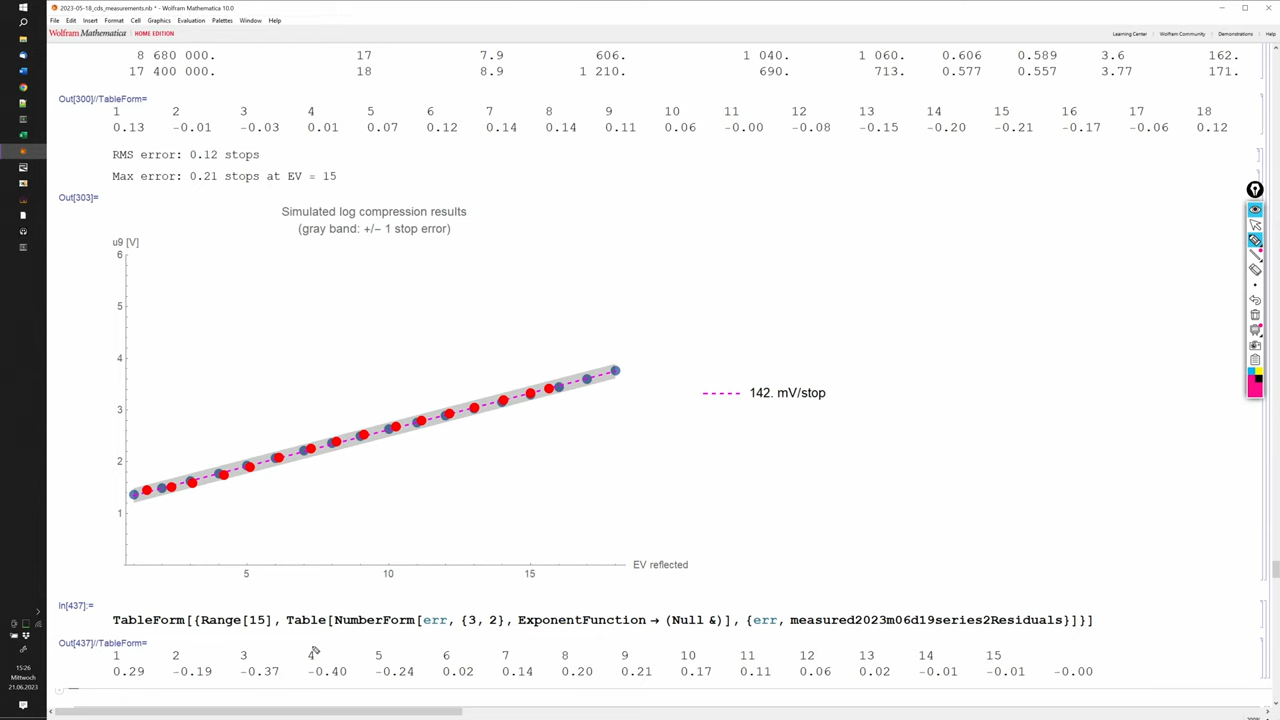 2023-05-18_cds_measurements.nb * - Wolfram Mathematica 10.0
File Edit Insert Format Cell Graphics Evaluation Palettes Window Help
Wolfram Mathematica | HOME EDITION Learning Center | Wolfram Community | Demonstrations | Help
8 680 000. 17 7.9 606. 1 040. 1 060. 0.606 0.589 3.6 162.
17 400 000. 18 8.9 1 210. 690. 713. 0.577 0.557 3.77 171.
Out[300]//TableForm=
1 2 3 4 5 6 7 8 9 10 11 12 13 14 15 16 17 18
0.13 -0.01 -0.03 0.01 0.07 0.12 0.14 0.14 0.11 0.06 -0.00 -0.08 -0.15 -0.20 -0.21 -0.17 -0.06 0.12
RMS error: 0.12 stops
Max error: 0.21 stops at EV = 15
Out[303]=
Simulated log compression results
(gray band: +/- 1 stop error)
u9 [V]
6
5
4
142. mV/stop
3
2
1
EV reflected
5 10 15
In[437]:=
TableForm[{Range[15], Table[NumberForm[err, {3, 2}, ExponentFunction → (Null &)], {err, measured2023m06d19series2Residuals}]}]
Out[437]//TableForm=
1 2 3 4 5 6 7 8 9 10 11 12 13 14 15
0.29 -0.19 -0.37 -0.40 -0.24 0.02 0.14 0.20 0.21 0.17 0.11 0.06 0.02 -0.01 -0.01 -0.00
15:26
Mittwoch
21.06.2023